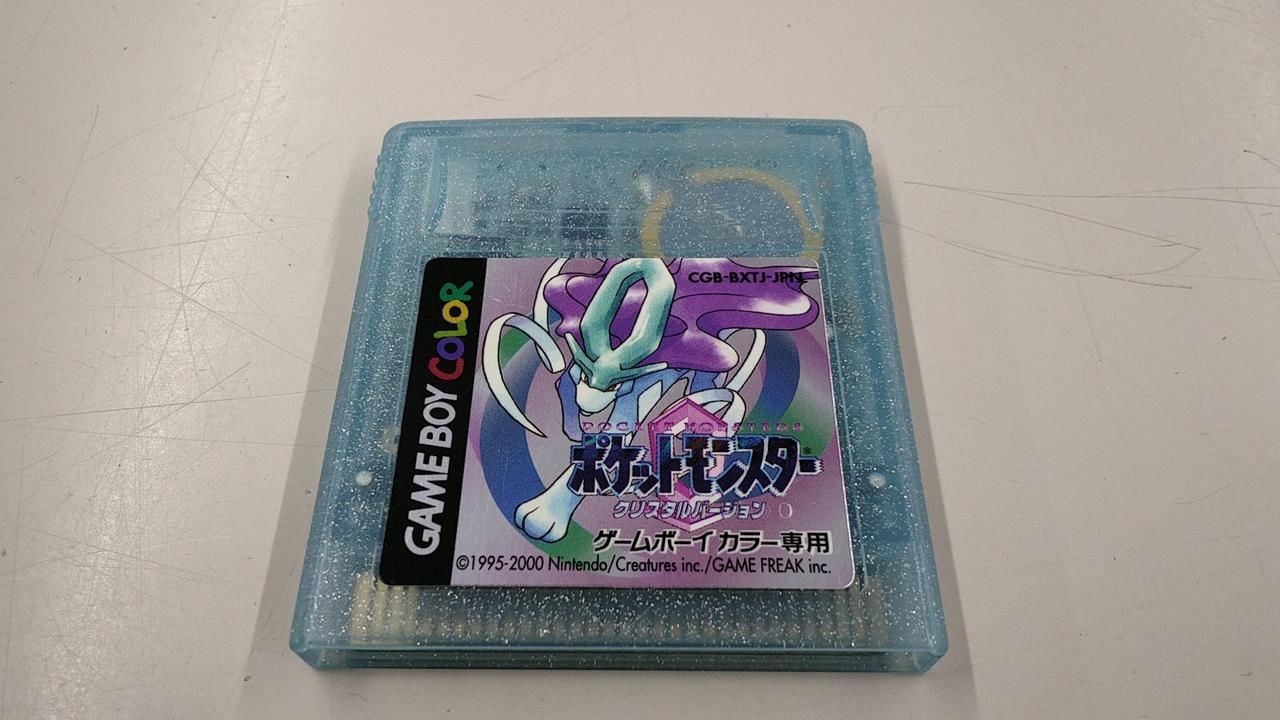 GAME BOY COLOR
CGB-BXTJ-JPN
POCKET MONSTERS
ポケットモンスター®
クリスタルバージョン
ゲームボーイカラー専用
©1995-2000 Nintendo/Creatures inc./GAME FREAK inc.